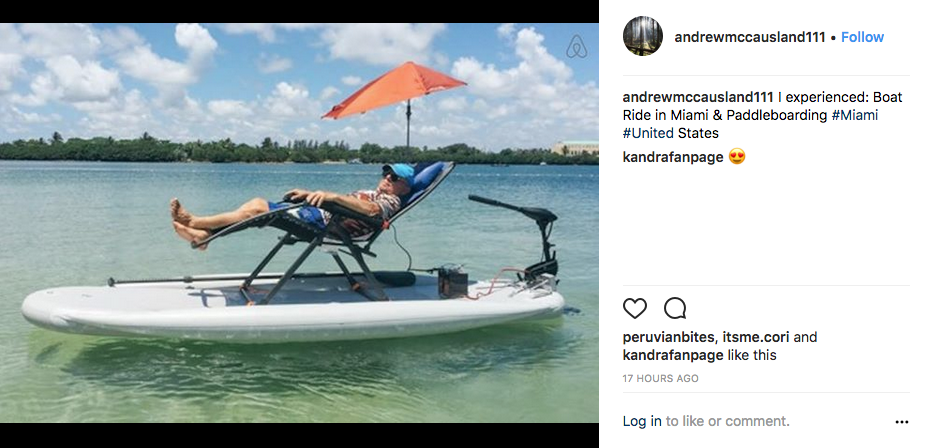 andrewmccausland111 • Follow
andrewmccausland111 I experienced: Boat
Ride in Miami & Paddleboarding #Miami
#United States
kandrafanpage 😍
peruvianbites, itsme.cori and
kandrafanpage like this
17 HOURS AGO
Log in to like or comment.